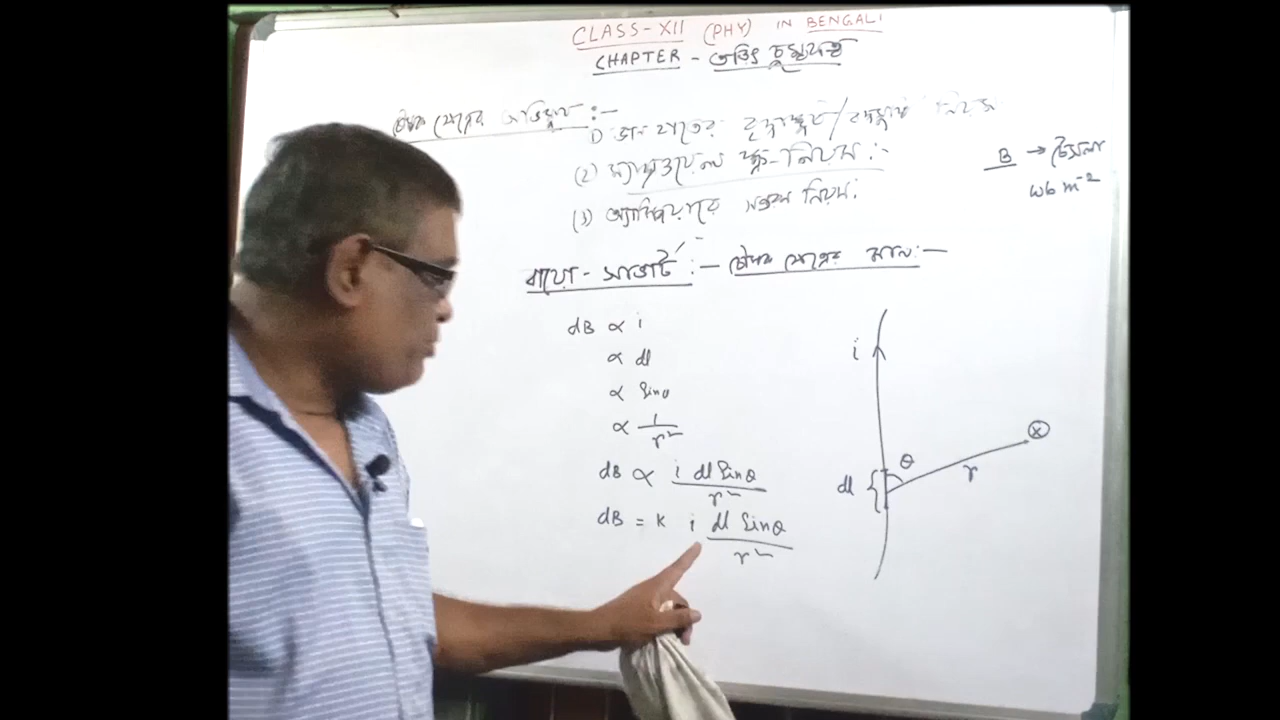 CLASS-XII (PHY) IN BENGALI
CHAPTER - তড়িৎ চুম্বকত্ব
চৌম্বক ক্ষেত্রের অভিমুখ :-
1) ডান হাতের বৃদ্ধাঙ্গুষ্ঠ / নিয়ম
(2) ম্যাক্সওয়েল স্ক্রু-নিয়ম :-
(3) অ্যাম্পিয়ারের সন্তরণ নিয়ম:
B → টেসলা
Wb m⁻²
বায়ো-সাভার্ট :- চৌম্বক ক্ষেত্রের মান:-
dB ∝ i
∝ dl
∝ Sinθ
∝ 1/r²
dB ∝ i dl Sinθ / r²
dB = K i dl Sinθ / r²
i
θ
r
x
dl